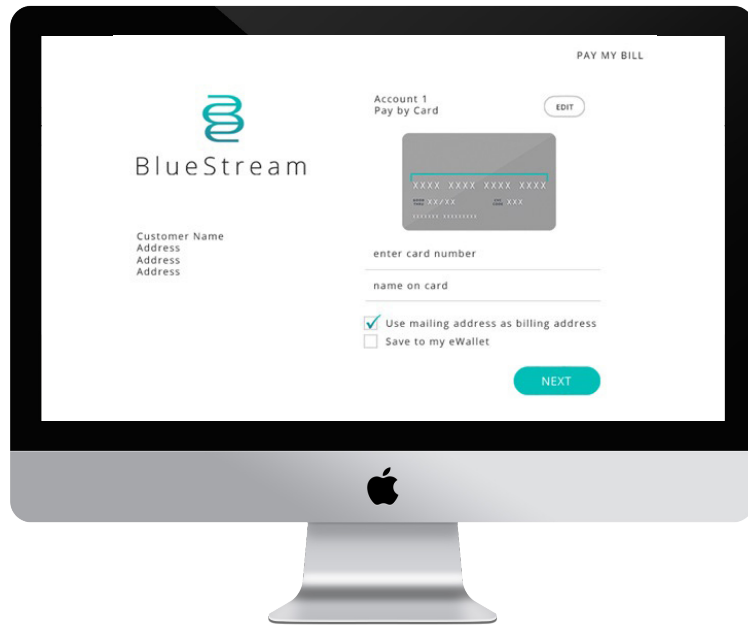 PAY MY BILL
BlueStream
Customer Name
Address
Address
Address
Account 1
Pay by Card
EDIT
XXXX XXXX XXXX XXXX
XX/XX XXX
enter card number
name on card
Use mailing address as billing address
Save to my eWallet
NEXT